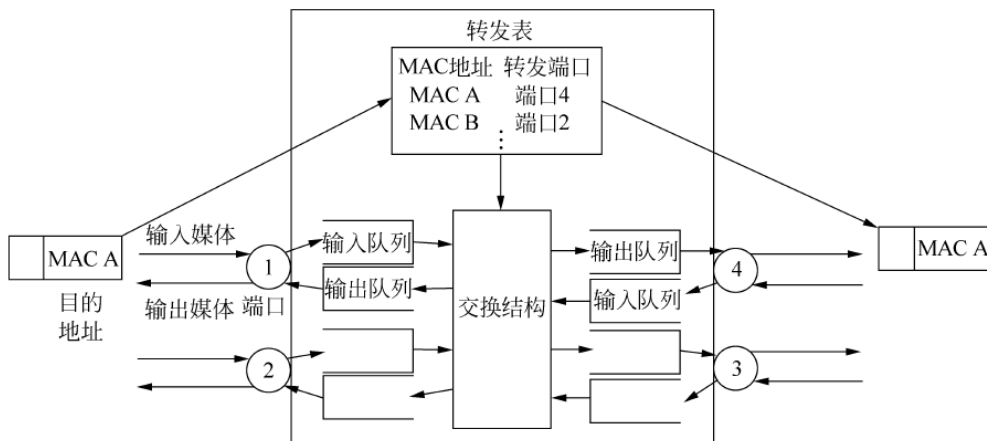 转发表
MAC地址 转发端口
MAC A 端口4
MAC B 端口2
⋮
MAC A
目的
地址
输入媒体
输出媒体
端口
1
输入队列
输出队列
交换结构
输出队列
输入队列
4
MAC A
2
3